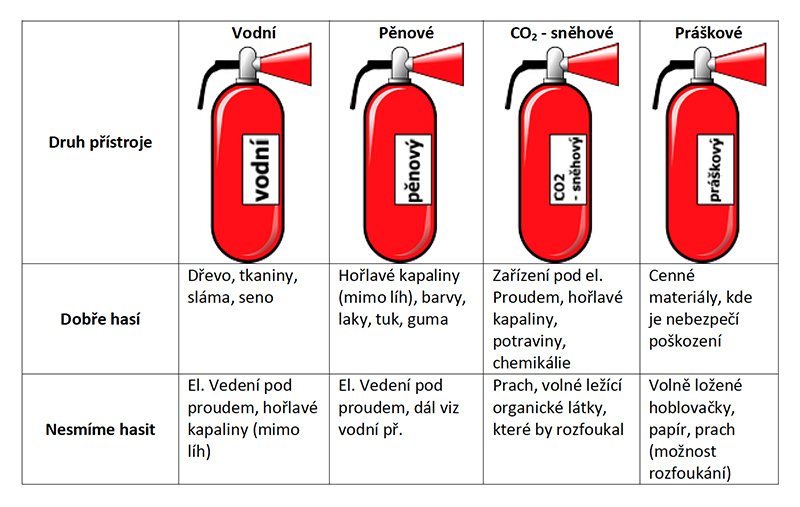 Vodní
Pěnové
CO₂ - sněhové
Práškové
Druh přístroje
vodní
pěnový
CO2
- sněhový
práškový
Dobře hasí
Dřevo, tkaniny,
sláma, seno
Hořlavé kapaliny
(mimo líh), barvy,
laky, tuk, guma
Zařízení pod el.
Proudem, hořlavé
kapaliny,
potraviny,
chemikálie
Cenné
materiály, kde
je nebezpečí
poškození
Nesmíme hasit
El. Vedení pod
proudem, hořlavé
kapaliny (mimo
líh)
El. Vedení pod
proudem, dál viz
vodní př.
Prach, volné ležící
organické látky,
které by rozfoukal
Volně ložené
hoblovačky,
papír, prach
(možnost
rozfoukání)